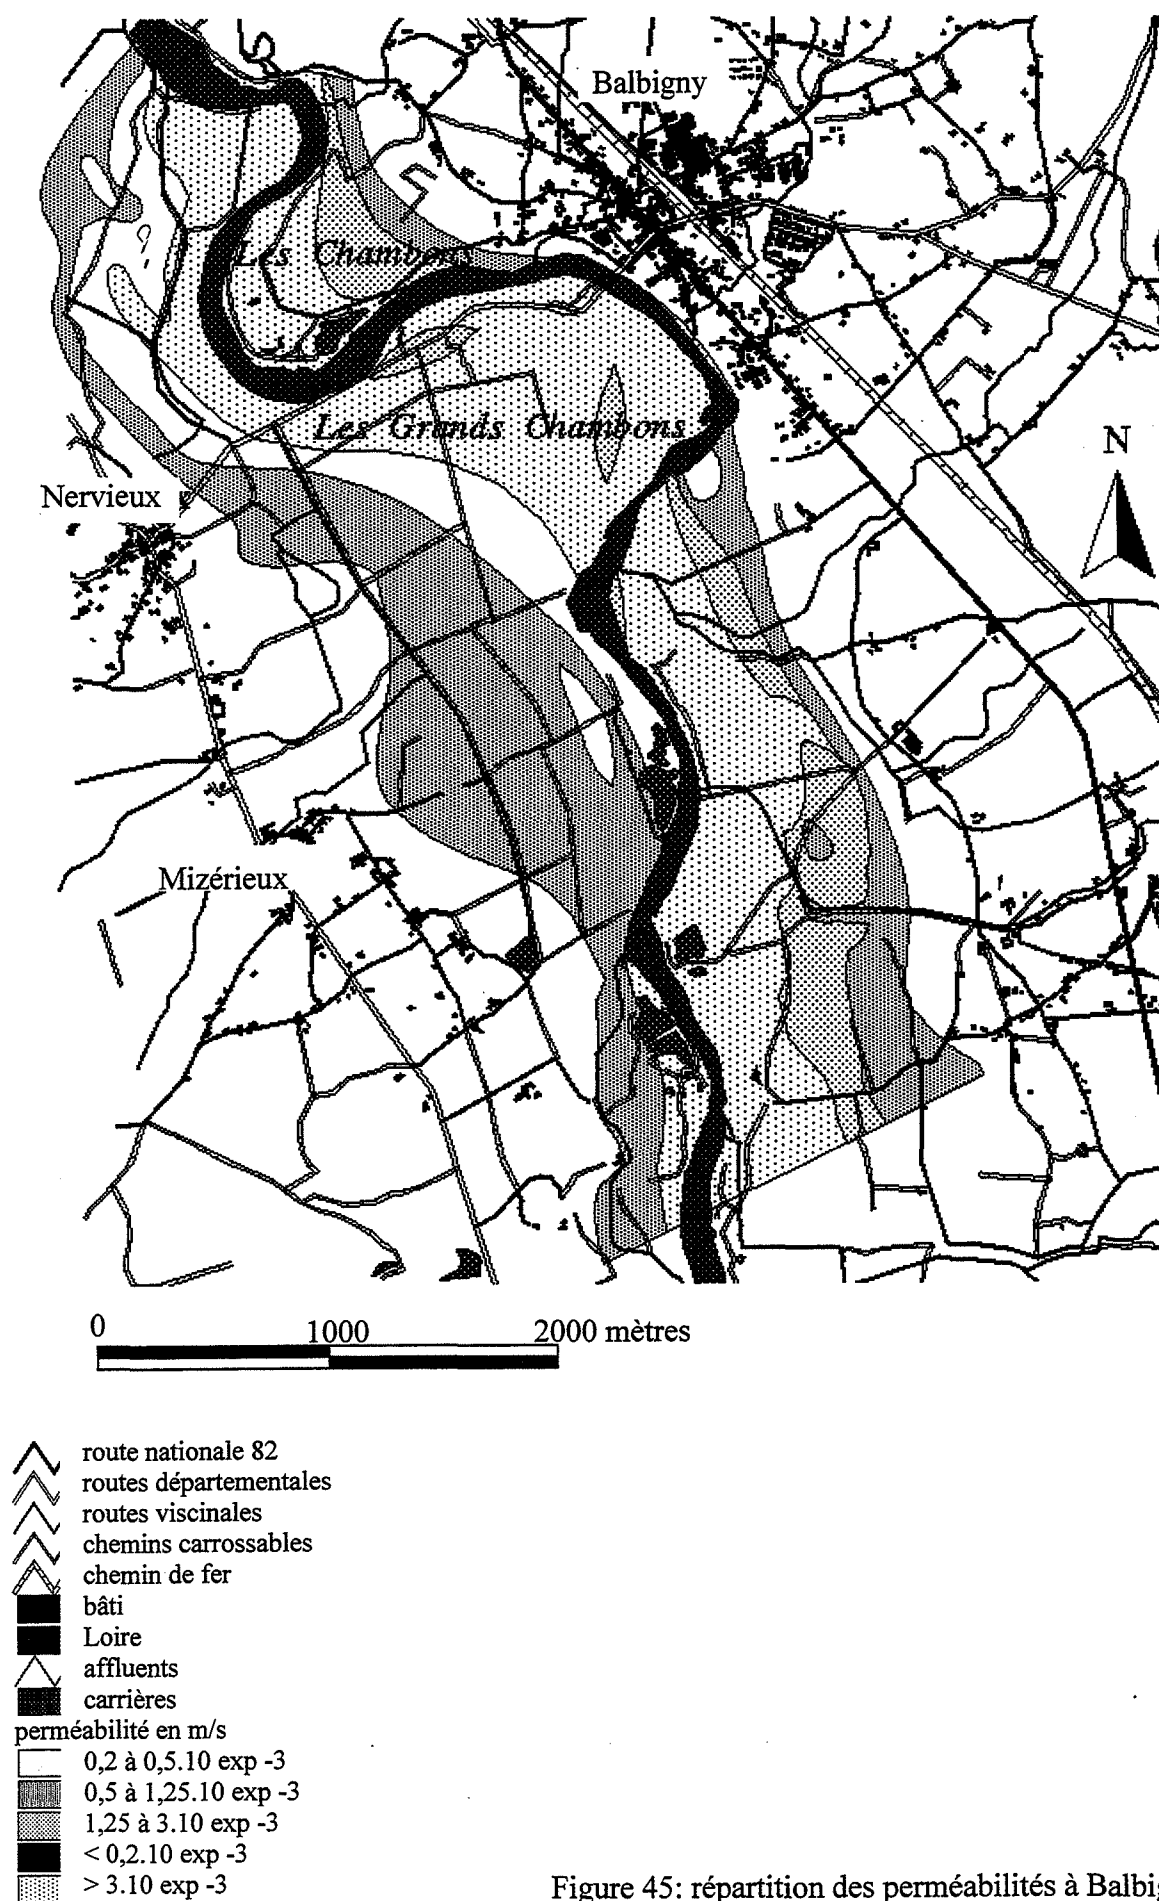 Balbigny
Les Chambons
Les Grands Chambons
N
Nervieux
Mizérieux
0 1000 2000 mètres
route nationale 82
routes départementales
routes viscinales
chemins carrossables
chemin de fer
bâti
Loire
affluents
carrières
perméabilité en m/s
0,2 à 0,5.10 exp -3
0,5 à 1,25.10 exp -3
1,25 à 3.10 exp -3
< 0,2.10 exp -3
> 3.10 exp -3
Figure 45: répartition des perméabilités à Balbig